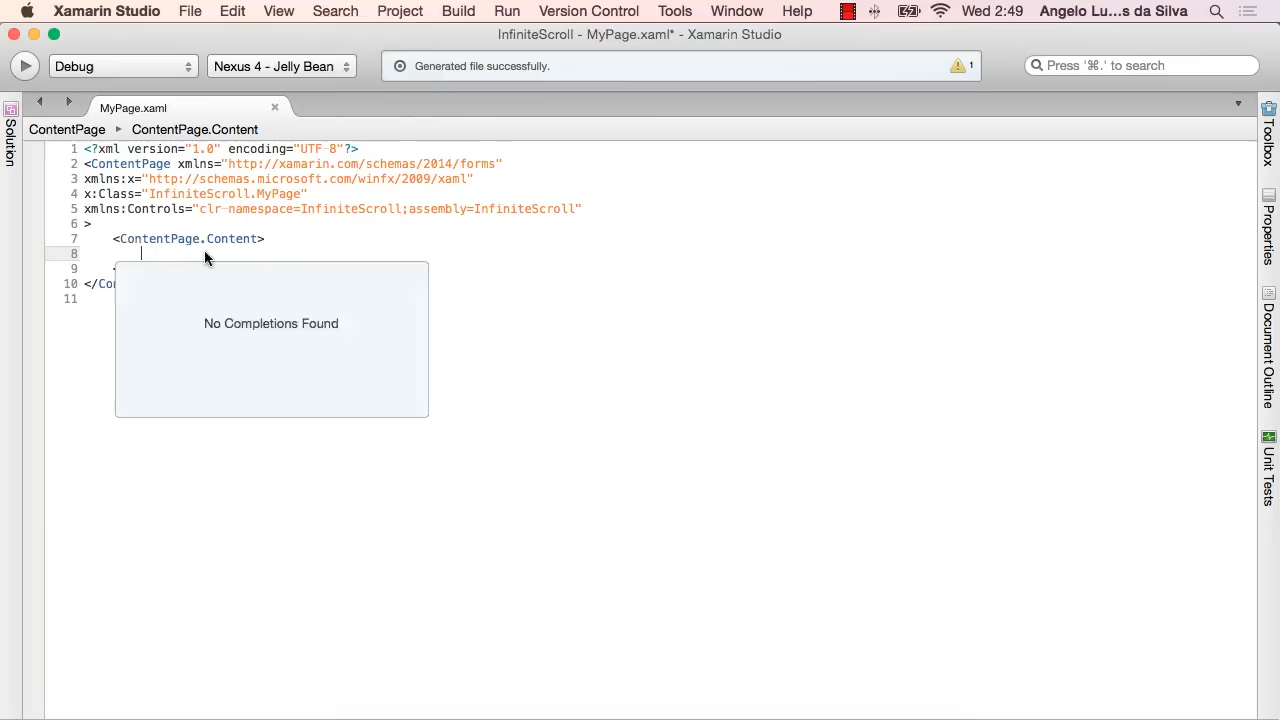 Xamarin Studio File Edit View Search Project Build Run Version Control Tools Window Help Wed 2:49 Angelo Lu...s da Silva
InfiniteScroll - MyPage.xaml* - Xamarin Studio
Debug
Nexus 4 - Jelly Bean
Generated file successfully.
1
Press '⌘.' to search
MyPage.xaml
ContentPage ContentPage.Content
1 <?xml version="1.0" encoding="UTF-8"?>
2 <ContentPage xmlns="http://xamarin.com/schemas/2014/forms"
3 xmlns:x="http://schemas.microsoft.com/winfx/2009/xaml"
4 x:Class="InfiniteScroll.MyPage"
5 xmlns:Controls="clr-namespace=InfiniteScroll;assembly=InfiniteScroll"
6 >
7 <ContentPage.Content>
8
9
10 </Con
11
No Completions Found
Solution
Toolbox
Properties
Document Outline
Unit Tests